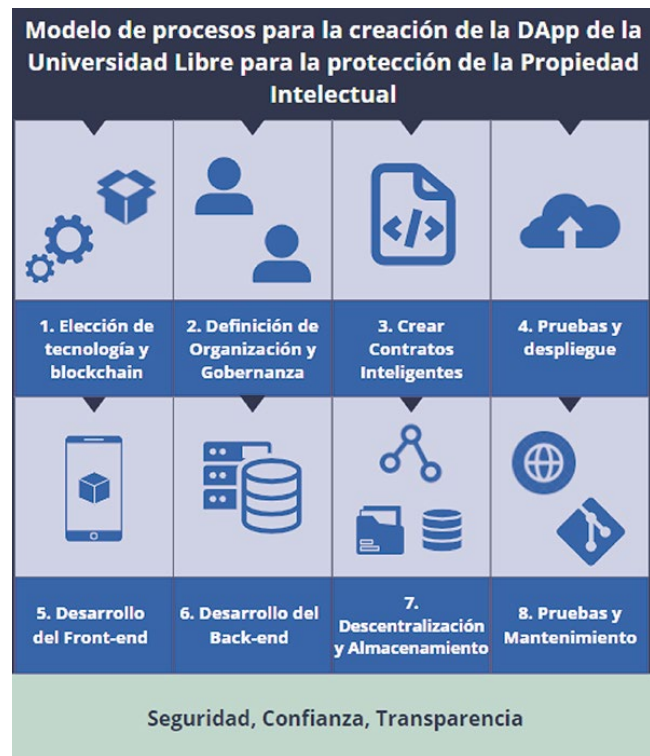 Modelo de procesos para la creación de la DApp de la
Universidad Libre para la protección de la Propiedad
Intelectual
1. Elección de
tecnología y
blockchain
2. Definición de
Organización y
Gobernanza
3. Crear
Contratos
Inteligentes
4. Pruebas y
despliegue
5. Desarrollo
del Front-end
6. Desarrollo del
Back-end
7.
Descentralización
y Almacenamiento
8. Pruebas y
Mantenimiento
Seguridad, Confianza, Transparencia